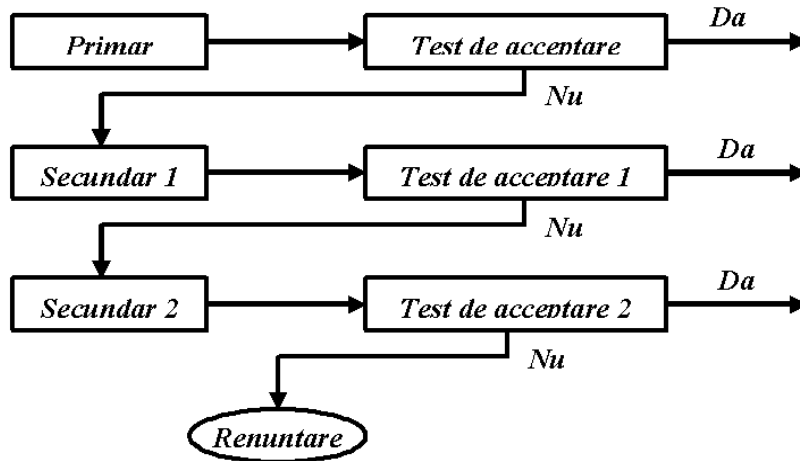 Da
Primar
Test de acceptare
Nu
Da
Secundar 1
Test de acceptare 1
Nu
Da
Secundar 2
Test de acceptare 2
Nu
Renuntare